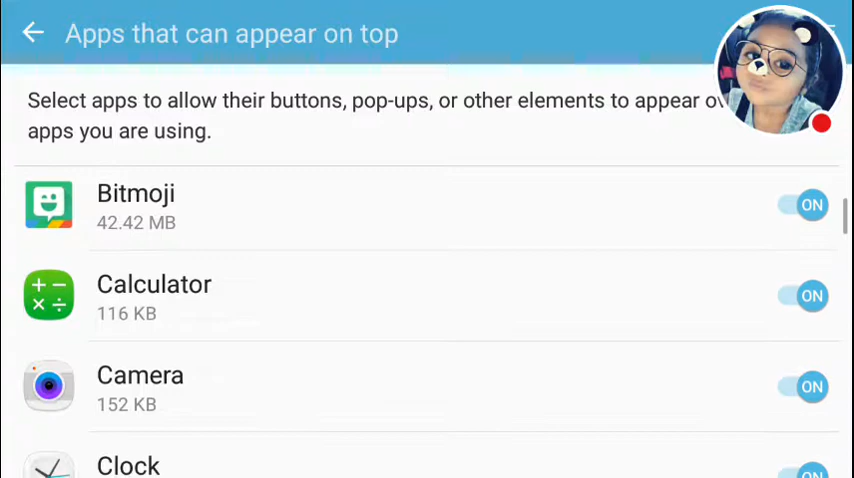 Apps that can appear on top
Select apps to allow their buttons, pop-ups, or other elements to appear
apps you are using.
Bitmoji
42.42 MB
ON
Calculator
116 KB
ON
Camera
152 KB
ON
Clock
ON